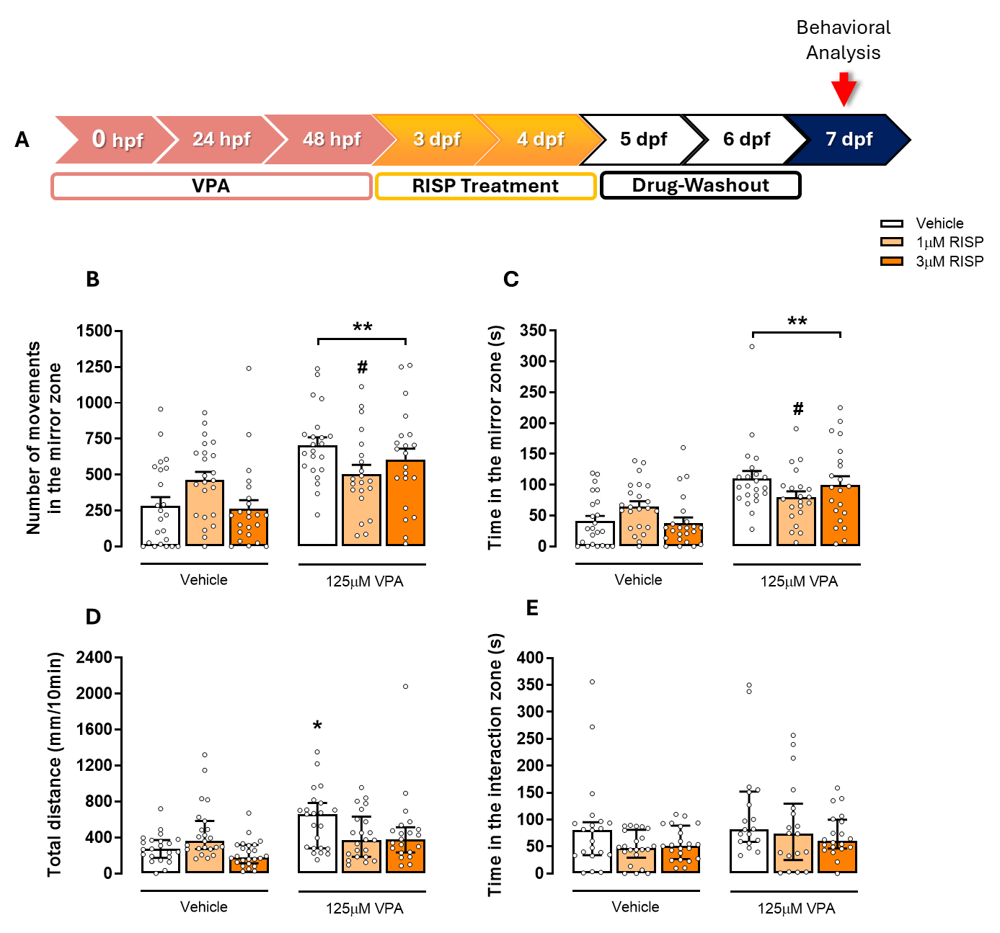 Behavioral
Analysis
A
0 hpf
24 hpf
48 hpf
3 dpf
4 dpf
5 dpf
6 dpf
7 dpf
VPA
RISP Treatment
Drug-Washout
Vehicle
1μM RISP
3μM RISP
B
Number of movements
in the mirror zone
1500
1250
1000
750
500
250
0
**
#
Vehicle
125μM VPA
C
Time in the mirror zone (s)
350
300
250
200
150
100
50
0
**
#
Vehicle
125μM VPA
D
Total distance (mm/10min)
2400
2000
1600
1200
800
400
0
*
Vehicle
125μM VPA
E
Time in the interaction zone (s)
400
350
300
250
200
150
100
50
0
Vehicle
125μM VPA